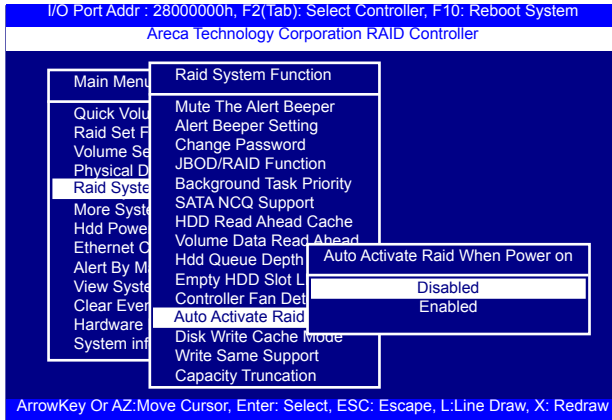 I/O Port Addr : 28000000h, F2(Tab): Select Controller, F10: Reboot System
Areca Technology Corporation RAID Controller
Main Menu
Quick Volu
Raid Set F
Volume Se
Physical D
Raid Syste
More Syste
Hdd Powe
Ethernet C
Alert By M
View Syste
Clear Even
Hardware
System inf
Raid System Function
Mute The Alert Beeper
Alert Beeper Setting
Change Password
JBOD/RAID Function
Background Task Priority
SATA NCQ Support
HDD Read Ahead Cache
Volume Data Read Ahead
Hdd Queue Depth
Empty HDD Slot L
Controller Fan Det
Auto Activate Raid
Disk Write Cache Mode
Write Same Support
Capacity Truncation
Auto Activate Raid When Power on
Disabled
Enabled
ArrowKey Or AZ:Move Cursor, Enter: Select, ESC: Escape, L:Line Draw, X: Redraw